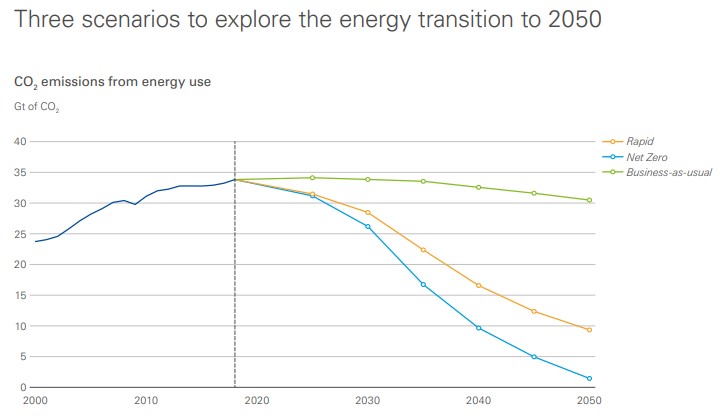 Three scenarios to explore the energy transition to 2050
CO₂ emissions from energy use
Gt of CO₂
40
35
30
25
20
15
10
5
0
2000 2010 2020 2030 2040 2050
Rapid
Net Zero
Business-as-usual